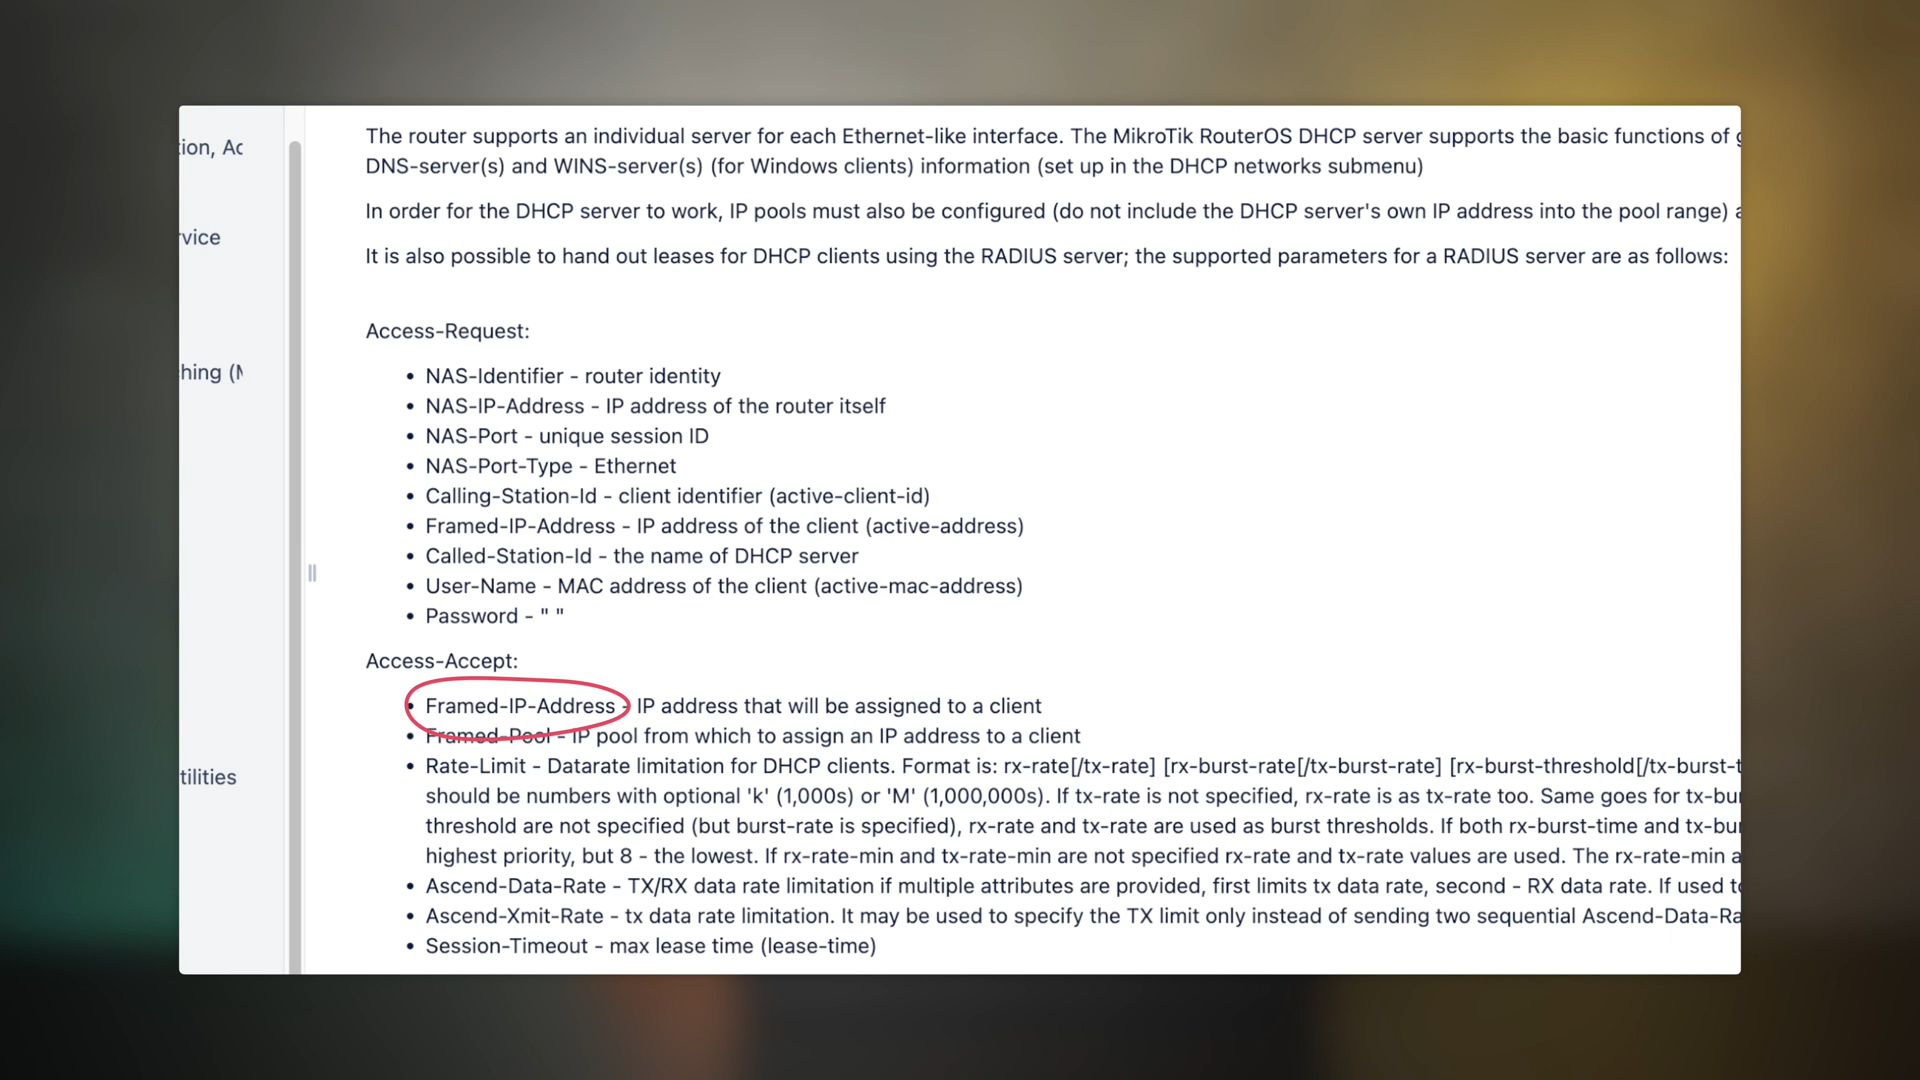 The router supports an individual server for each Ethernet-like interface. The MikroTik RouterOS DHCP server supports the basic functions of
DNS-server(s) and WINS-server(s) (for Windows clients) information (set up in the DHCP networks submenu)
In order for the DHCP server to work, IP pools must also be configured (do not include the DHCP server's own IP address into the pool range)
It is also possible to hand out leases for DHCP clients using the RADIUS server; the supported parameters for a RADIUS server are as follows:
Access-Request:
• NAS-Identifier - router identity
• NAS-IP-Address - IP address of the router itself
• NAS-Port - unique session ID
• NAS-Port-Type - Ethernet
• Calling-Station-Id - client identifier (active-client-id)
• Framed-IP-Address - IP address of the client (active-address)
• Called-Station-Id - the name of DHCP server
• User-Name - MAC address of the client (active-mac-address)
• Password - " "
Access-Accept:
• Framed-IP-Address - IP address that will be assigned to a client
• Framed-Pool - IP pool from which to assign an IP address to a client
• Rate-Limit - Datarate limitation for DHCP clients. Format is: rx-rate[/tx-rate] [rx-burst-rate[/tx-burst-rate] [rx-burst-threshold[/tx-burst-t
should be numbers with optional 'k' (1,000s) or 'M' (1,000,000s). If tx-rate is not specified, rx-rate is as tx-rate too. Same goes for tx-bu
threshold are not specified (but burst-rate is specified), rx-rate and tx-rate are used as burst thresholds. If both rx-burst-time and tx-bu
highest priority, but 8 - the lowest. If rx-rate-min and tx-rate-min are not specified rx-rate and tx-rate values are used. The rx-rate-min a
• Ascend-Data-Rate - TX/RX data rate limitation if multiple attributes are provided, first limits tx data rate, second - RX data rate. If used
• Ascend-Xmit-Rate - tx data rate limitation. It may be used to specify the TX limit only instead of sending two sequential Ascend-Data-Ra
• Session-Timeout - max lease time (lease-time)
tion, Ac
rvice
hing (
tilities